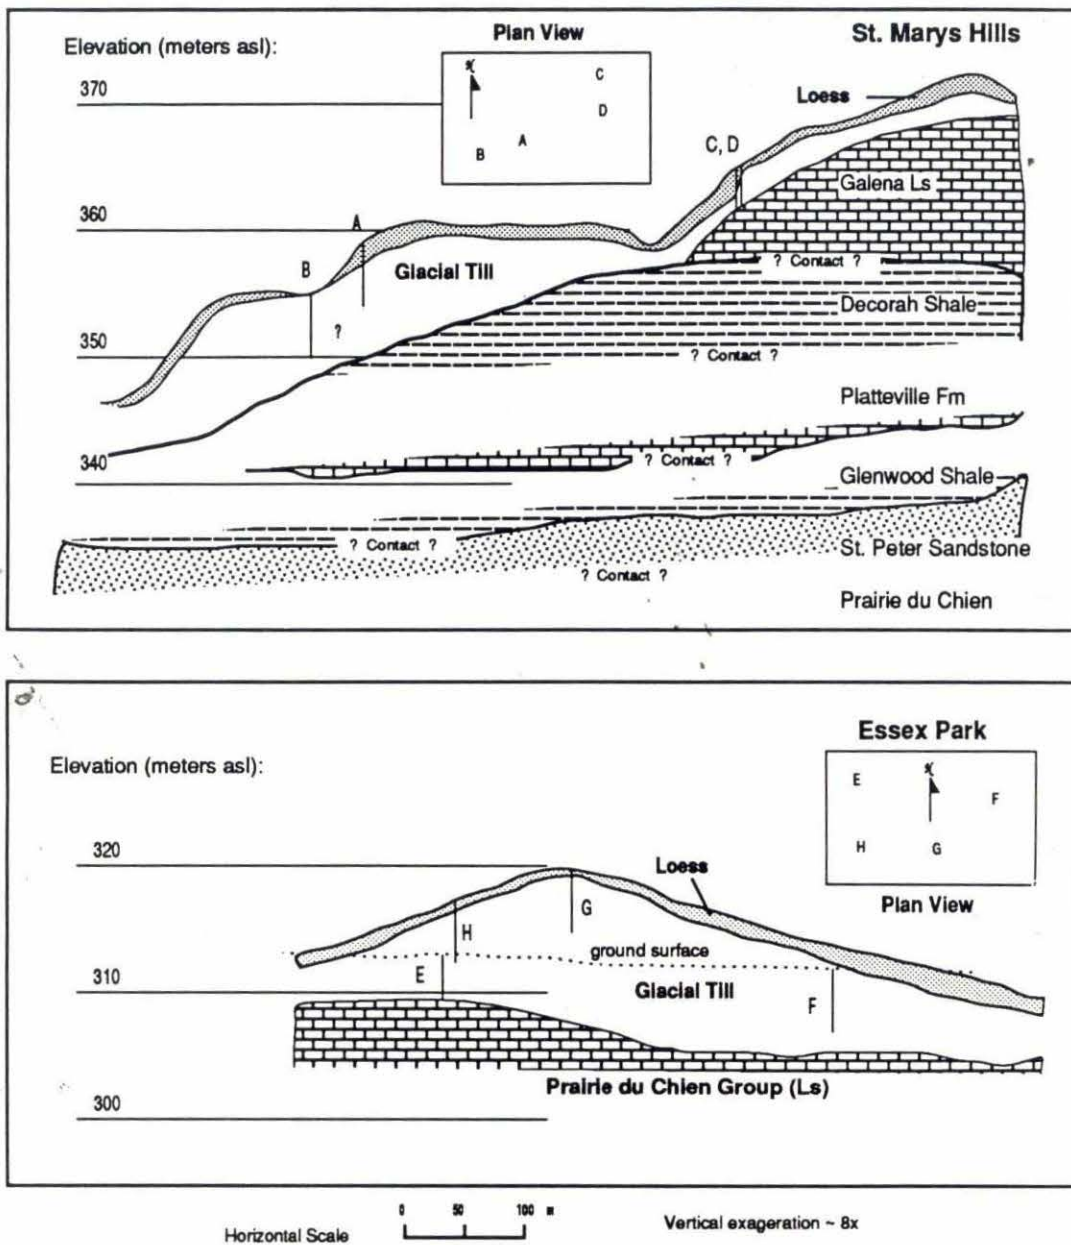 Plan View
St. Marys Hills
Elevation (meters asl):
370
C
D
A
B
Loess
C, D
Galena Ls
360
A
B
Glacial Till
? Contact ?
Decorah Shale
?
350
? Contact ?
Platteville Fm
340
? Contact ?
Glenwood Shale
? Contact ?
St. Peter Sandstone
? Contact ?
Prairie du Chien
Essex Park
Elevation (meters asl):
E
F
H
G
Plan View
320
Loess
G
H
ground surface
E
310
Glacial Till
F
Prairie du Chien Group (Ls)
300
0 50 100 m
Horizontal Scale
Vertical exageration ~ 8x